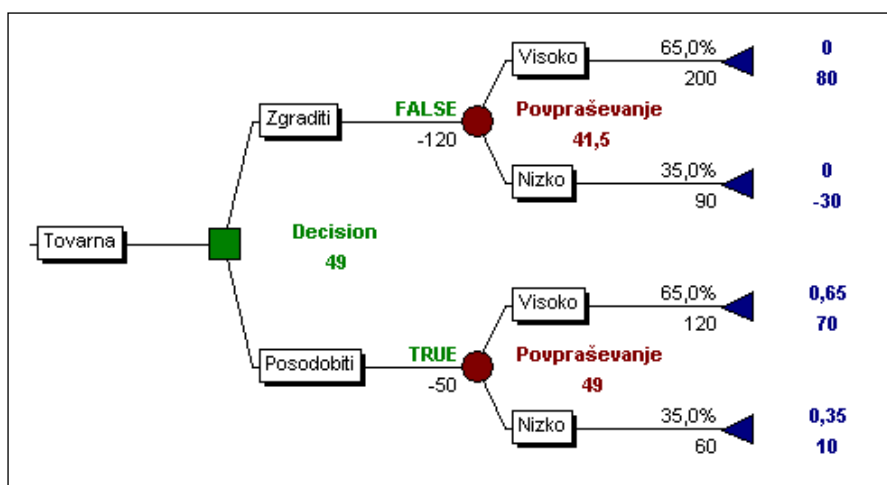 Visoko
65,0%
200
0
80
Zgraditi
FALSE
-120
Povpraševanje
41,5
Nizko
35,0%
90
0
-30
Tovarna
Decision
49
Visoko
65,0%
120
0,65
70
Posodobiti
TRUE
-50
Povpraševanje
49
Nizko
35,0%
60
0,35
10